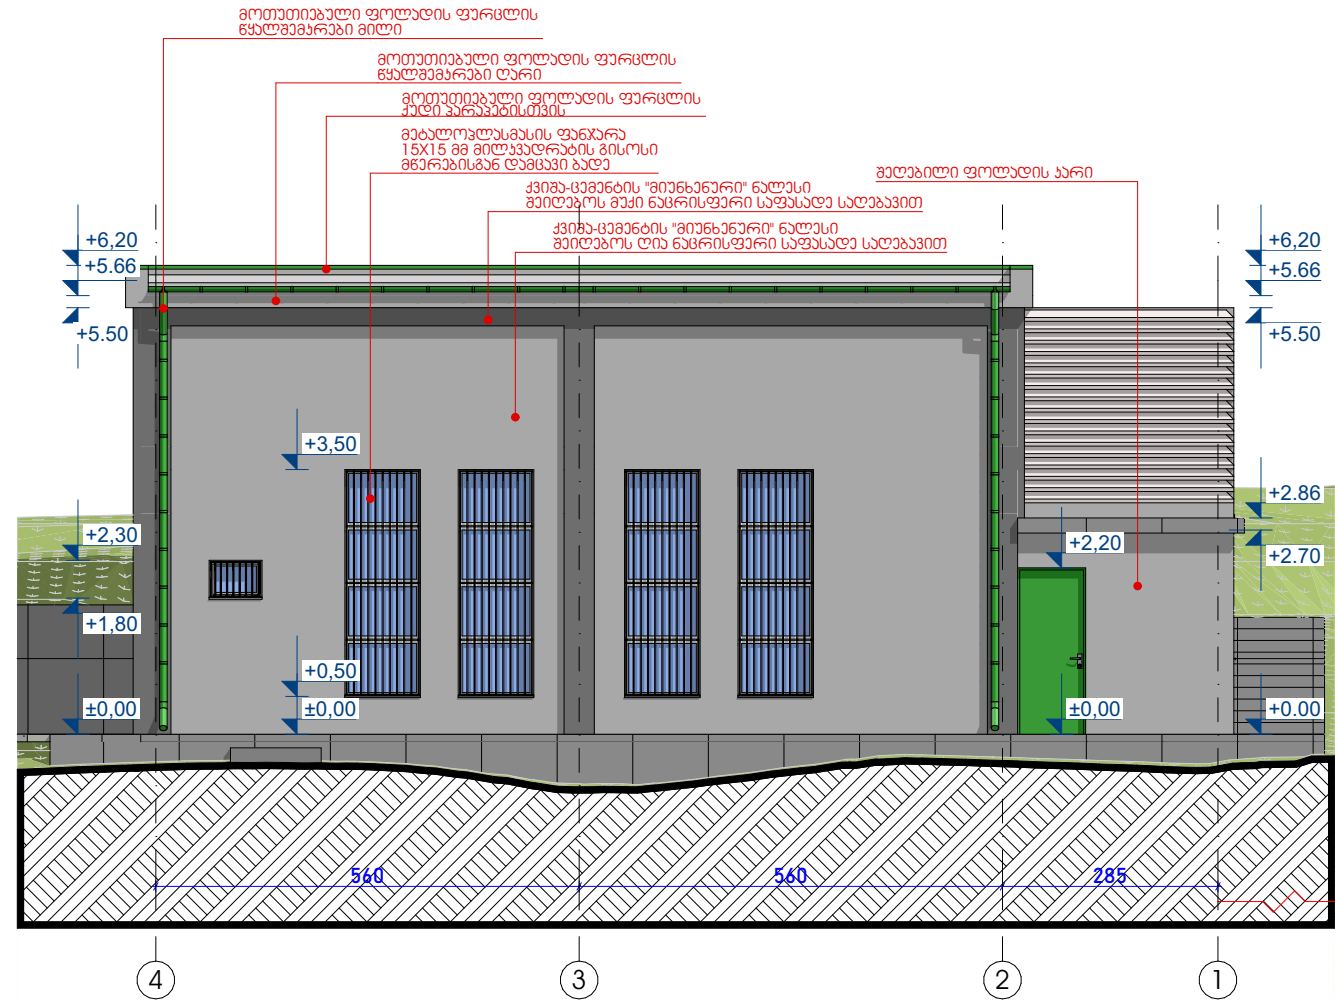 მოთუთიებული ფოლადის ფურცლის
წყალშემკრები მილი
მოთუთიებული ფოლადის ფურცლის
წყალშემკრები ღარი
მოთუთიებული ფოლადის ფურცლის
ქუდი პარაპეტისთვის
მეტალოპლასმასის ფანჯარა
15X15 მმ მილკვადრატის გისოსი
მწერებისგან დამცავი ბადე
შეღებილი ფოლადის კარი
ქვიშა-ცემენტის "მიუნხენური" ნალესი
შეიღებოს მუქი ნაცრისფერი საფასადე საღებავით
ქვიშა-ცემენტის "მიუნხენური" ნალესი
შეიღებოს ღია ნაცრისფერი საფასადე საღებავით
+6,20
+5.66
+5.50
+6,20
+5.66
+5.50
+3,50
+2,30
+1,80
+2,20
+2.86
+2.70
+0,50
±0,00
±0,00
±0,00
+0.00
560
560
285
4
3
2
1